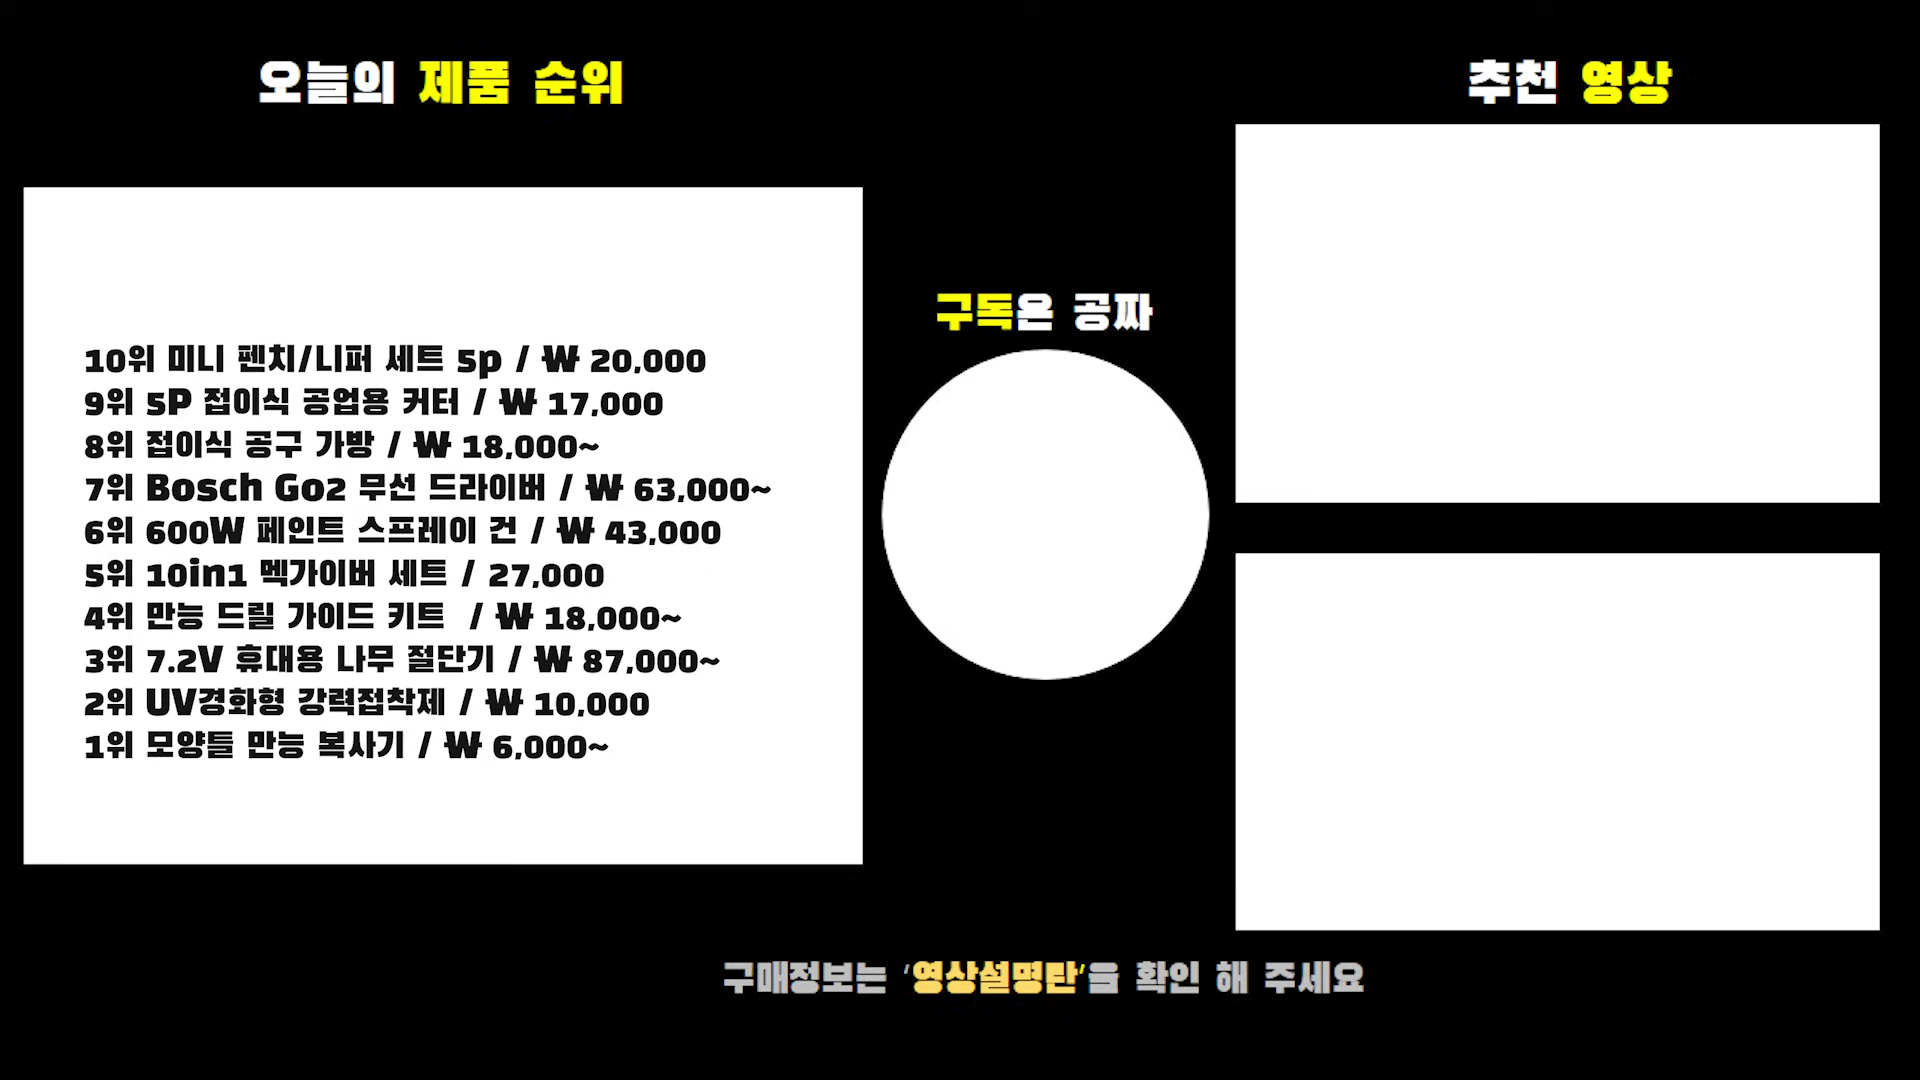 오늘의 제품 순위
10위 미니 펜치/니퍼 세트 5p / ₩ 20,000
9위 5P 접이식 공업용 커터 / ₩ 17,000
8위 접이식 공구 가방 / ₩ 18,000~
7위 Bosch Go2 무선 드라이버 / ₩ 63,000~
6위 600W 페인트 스프레이 건 / ₩ 43,000
5위 10in1 멕가이버 세트 / 27,000
4위 만능 드릴 가이드 키트 / ₩ 18,000~
3위 7.2V 휴대용 나무 절단기 / ₩ 87,000~
2위 UV경화형 강력접착제 / ₩ 10,000
1위 모양틀 만능 복사기 / ₩ 6,000~
구독은 공짜
추천 영상
구매정보는 '영상설명란'을 확인 해 주세요